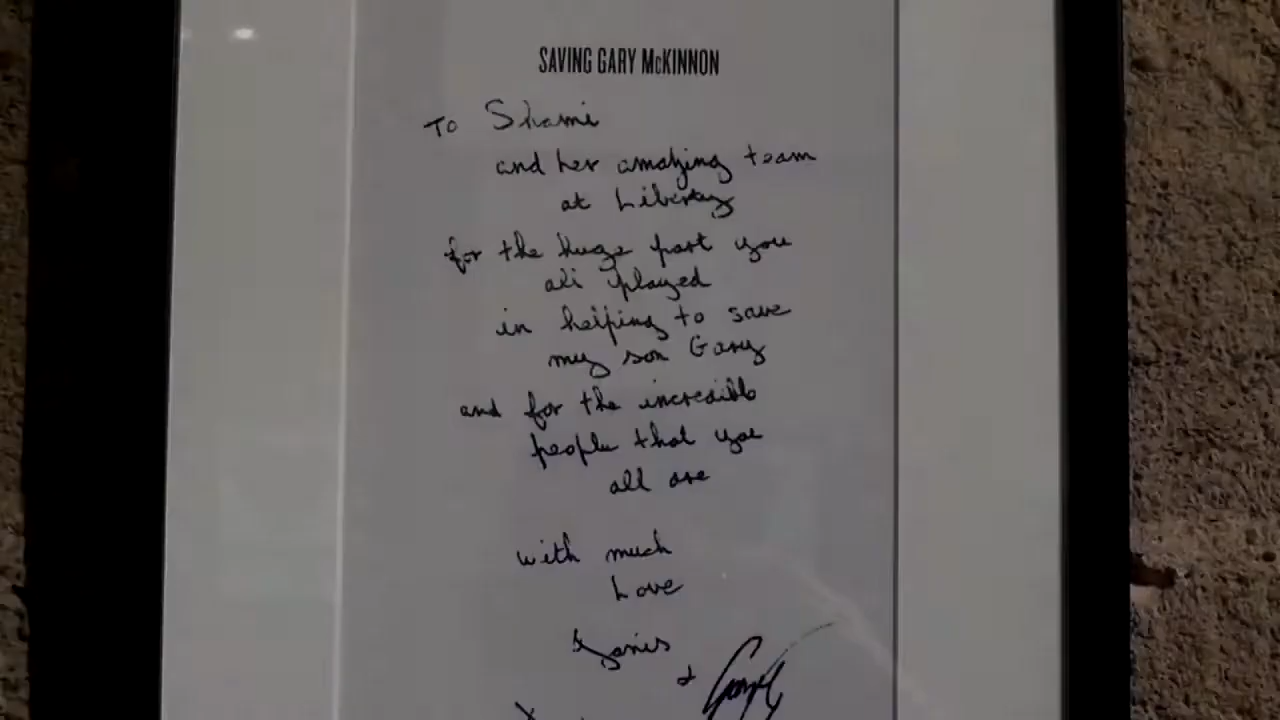 SAVING GARY McKINNON
To Shami
and her amazing team
at Liberty
for the huge part you
all played
in helping to save
my son Gary
and for the incredible
people that you
all are
with much
Love
Janis
& Gary
x